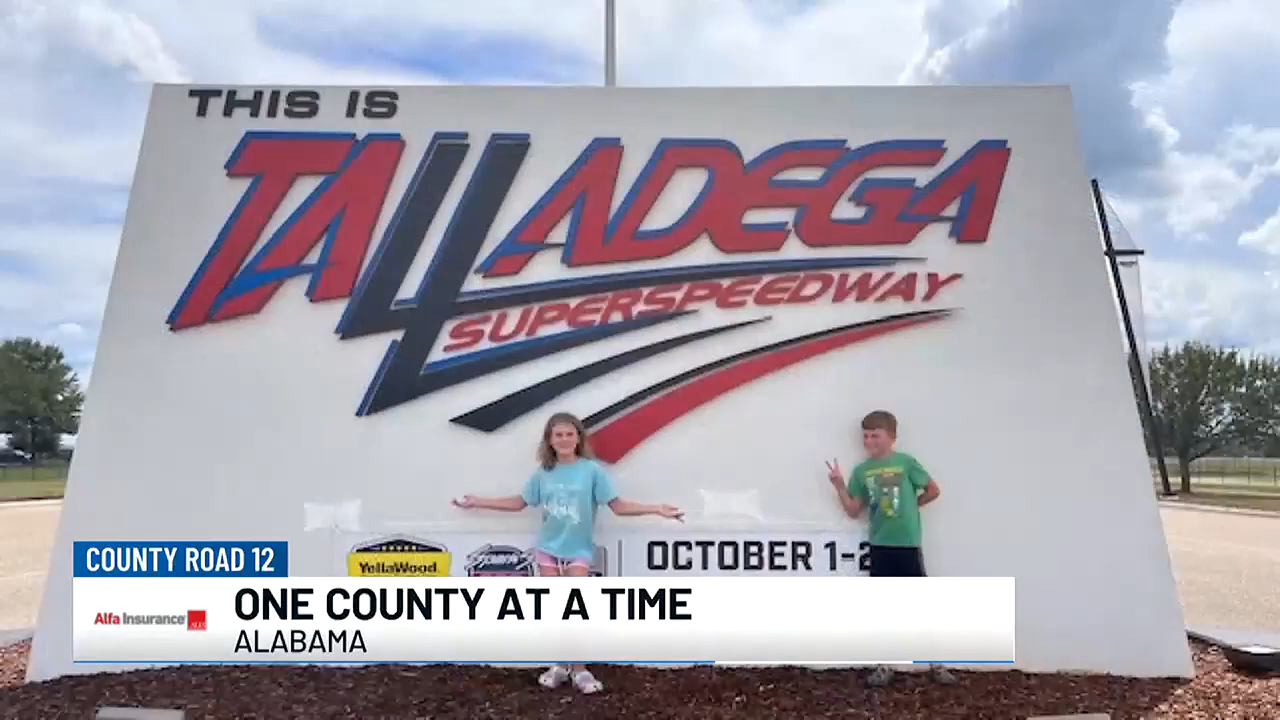 THIS IS
TALLADEGA
SUPERSPEEDWAY
YellaWood
OCTOBER 1-2
COUNTY ROAD 12
Alfa Insurance
ONE COUNTY AT A TIME
ALABAMA